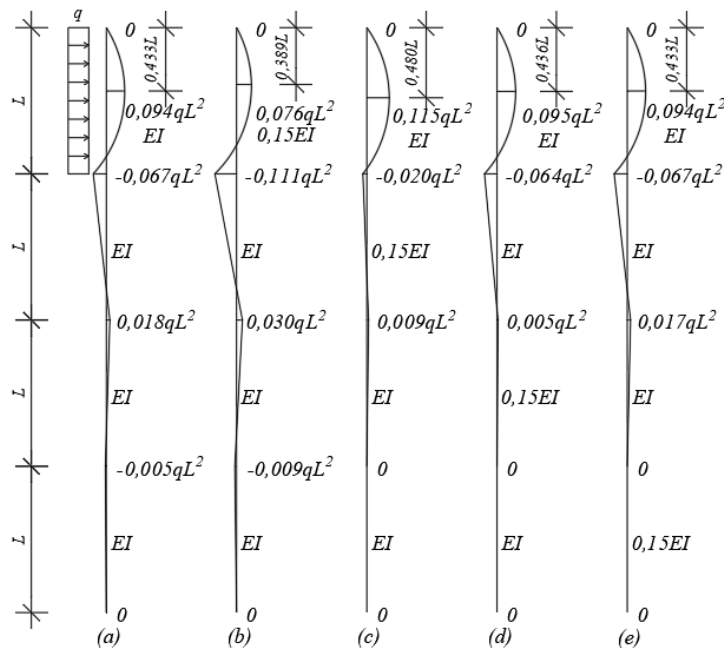 q
0 0 0 0 0
0,433L 0,389L 0,480L 0,436L 0,433L
L
0,094qL² 0,076qL² 0,115qL² 0,095qL² 0,094qL²
EI 0,15EI EI EI EI
-0,067qL² -0,111qL² -0,020qL² -0,064qL² -0,067qL²
L EI EI 0,15EI EI EI
0,018qL² 0,030qL² 0,009qL² 0,005qL² 0,017qL²
L EI EI EI 0,15EI EI
-0,005qL² -0,009qL² 0 0 0
L EI EI EI EI 0,15EI
0 0 0 0 0
(a) (b) (c) (d) (e)